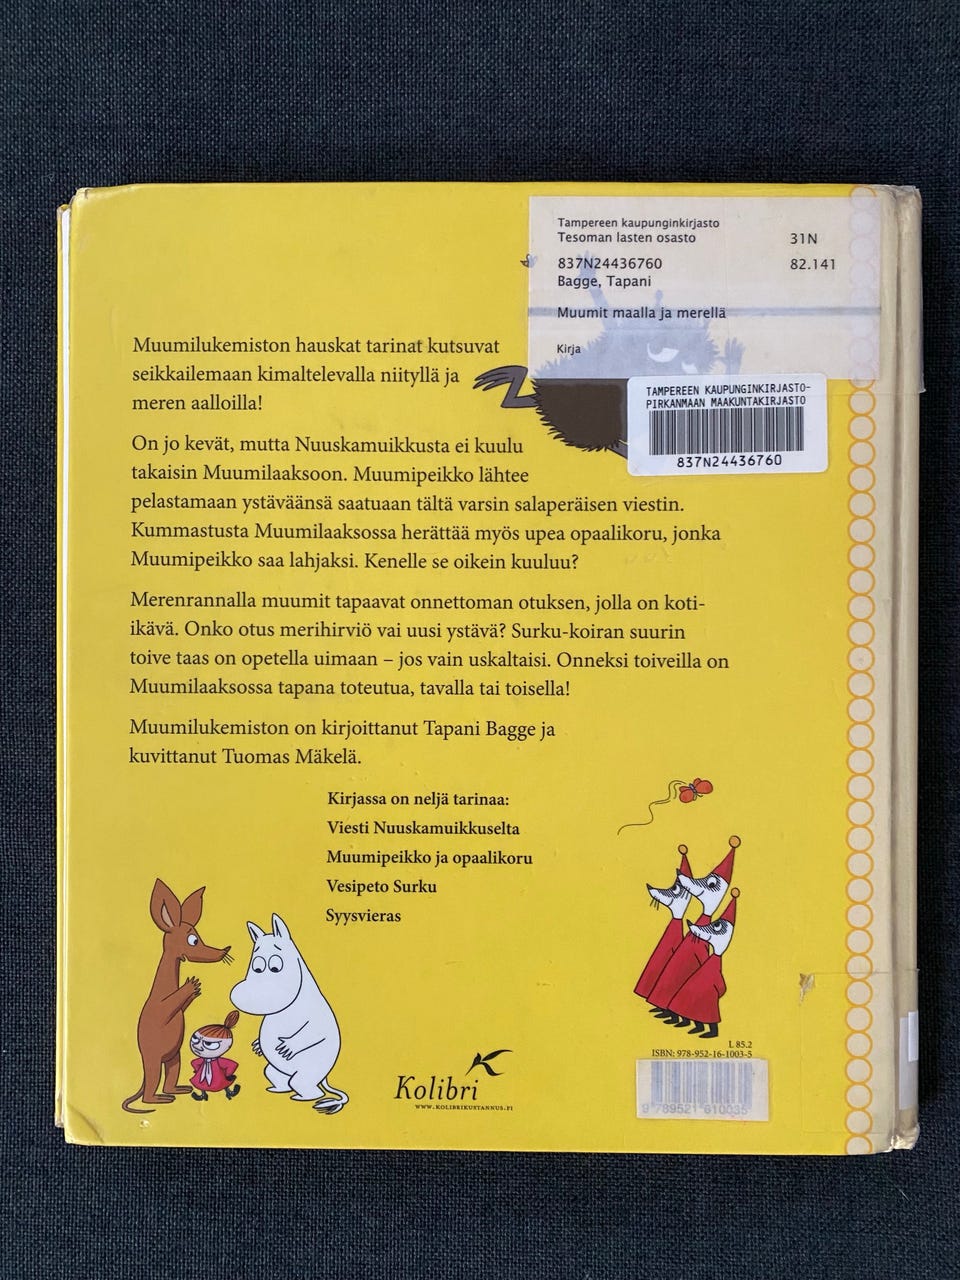 Tampereen kaupunginkirjasto
Tesoman lasten osasto 31N
837N24436760 82.141
Bagge, Tapani
Muumit maalla ja merellä
Kirja
TAMPEREEN KAUPUNGINKIRJASTO-
PIRKANMAAN MAAKUNTAKIRJASTO
837N24436760
Muumilukemiston hauskat tarinat kutsuvat
seikkailemaan kimaltelevalla niityllä ja
meren aalloilla!
On jo kevät, mutta Nuuskamuikkusta ei kuulu
takaisin Muumilaaksoon. Muumipeikko lähtee
pelastamaan ystäväänsä saatuaan tältä varsin salaperäisen viestin.
Kummastusta Muumilaaksossa herättää myös upea opaalikoru, jonka
Muumipeikko saa lahjaksi. Kenelle se oikein kuuluu?
Merenrannalla muumit tapaavat onnettoman otuksen, jolla on koti-
ikävä. Onko otus merihirviö vai uusi ystävä? Surku-koiran suurin
toive taas on opetella uimaan – jos vain uskaltaisi. Onneksi toiveilla on
Muumilaaksossa tapana toteutua, tavalla tai toisella!
Muumilukemiston on kirjoittanut Tapani Bagge ja
kuvittanut Tuomas Mäkelä.
Kirjassa on neljä tarinaa:
Viesti Nuuskamuikkuselta
Muumipeikko ja opaalikoru
Vesipeto Surku
Syysvieras
Kolibri
WWW.KOLIBRIKUSTANNUS.FI
L 85.2
ISBN: 978-952-16-1003-5
9 789521 610035